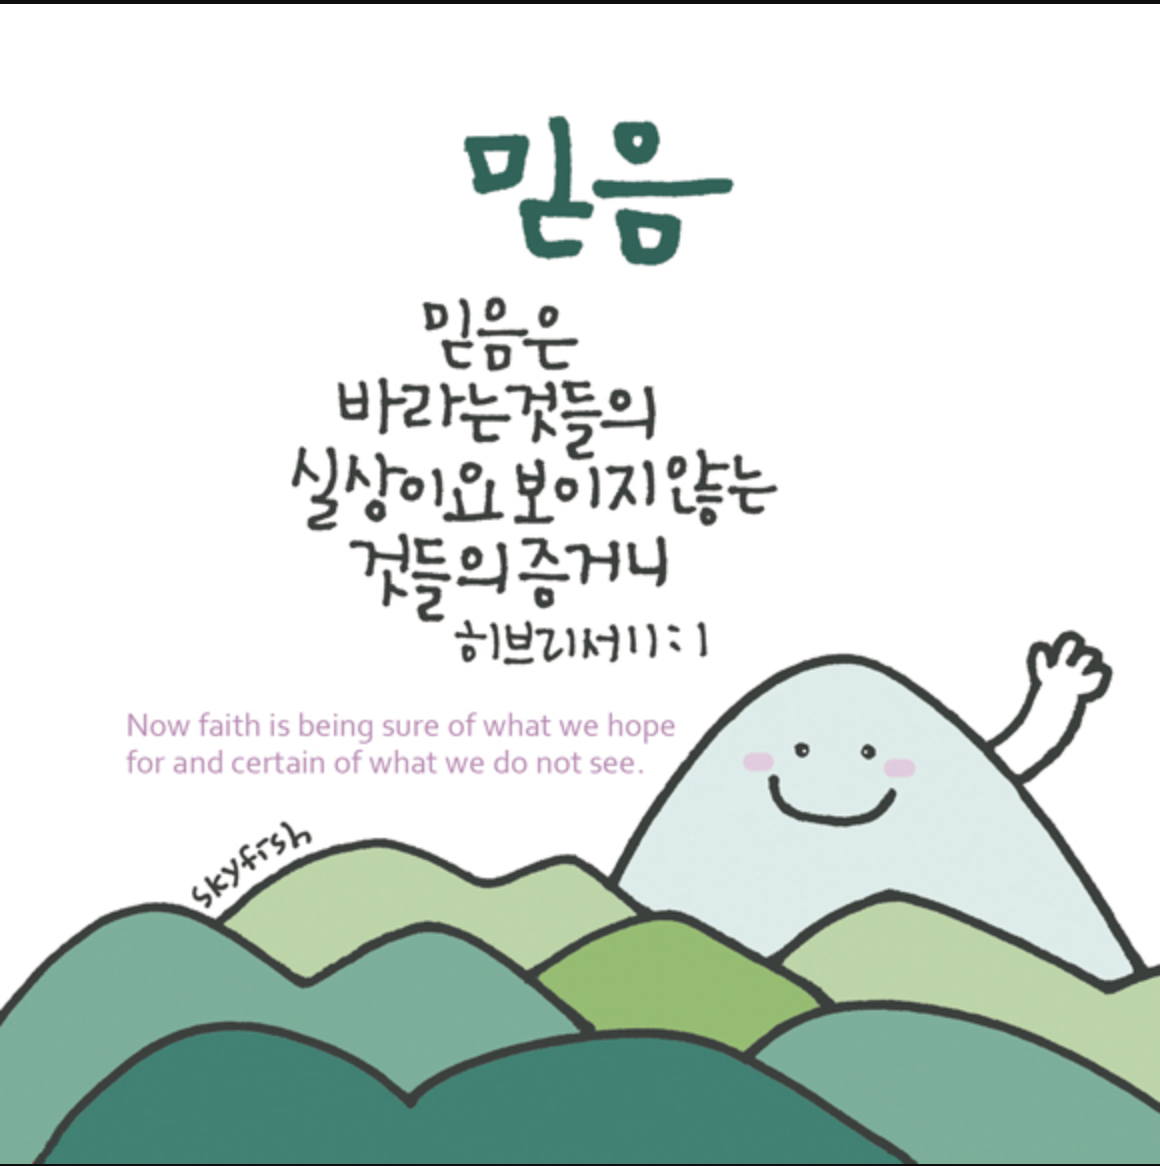 믿음
믿음은
바라는것들의
실상이요 보이지않는
것들의 증거니
히브리서11:1
Now faith is being sure of what we hope
for and certain of what we do not see.
skyfish